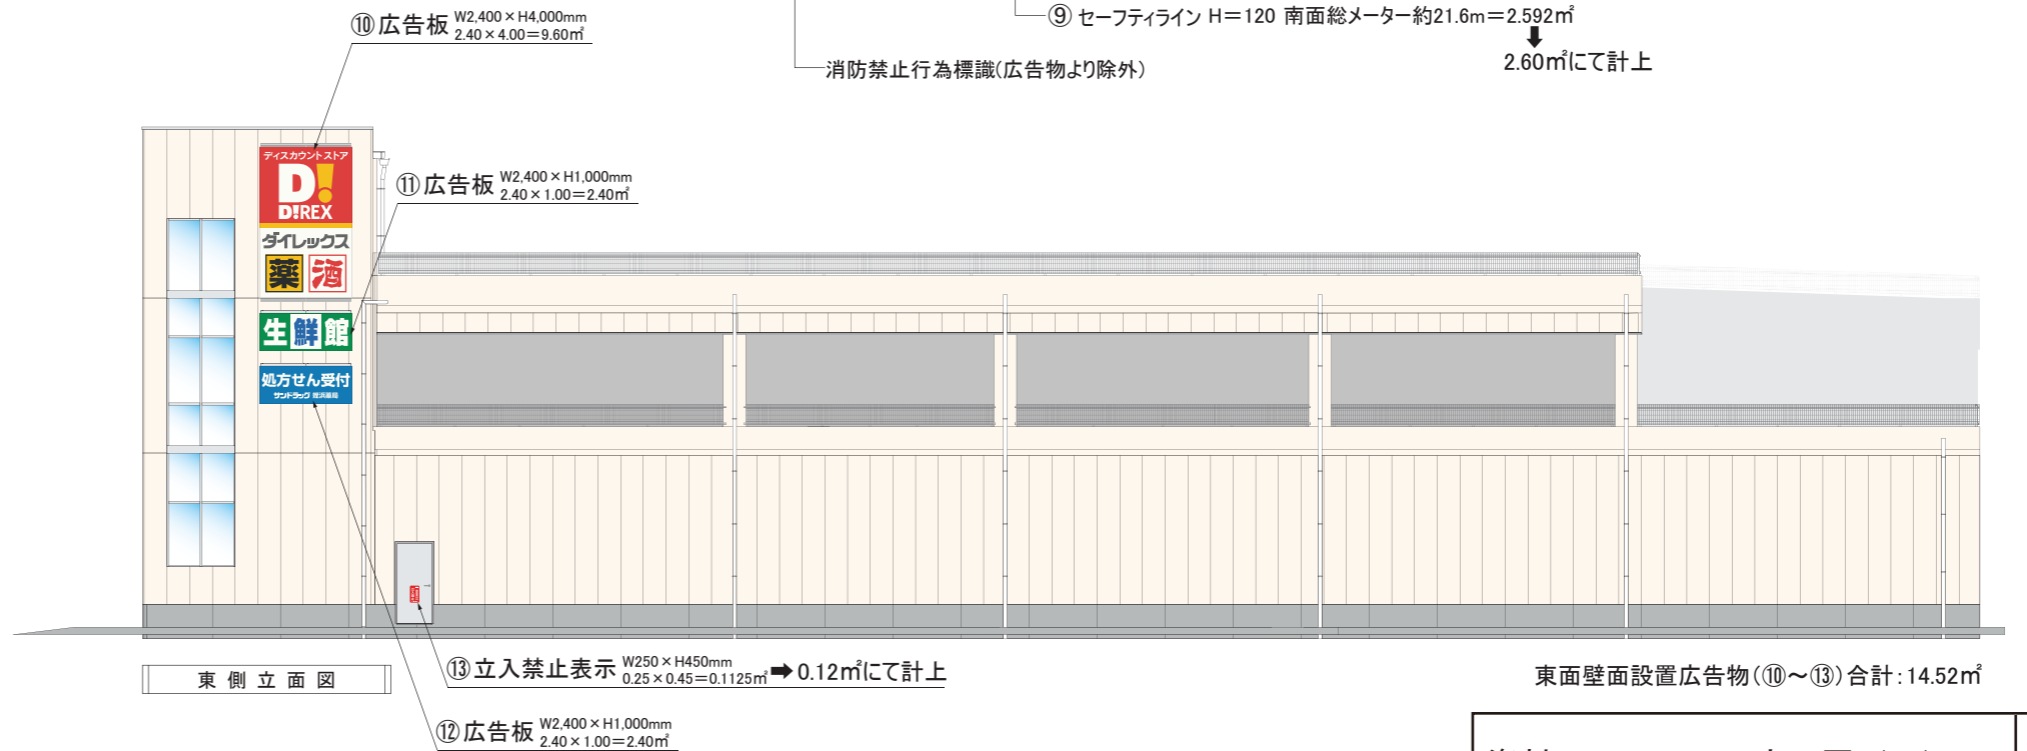 ⑩広告板 W2,400×H4,000mm
2.40×4.00=9.60㎡
⑨ セーフティライン H=120 南面総メーター約21.6m=2.592㎡
2.60㎡にて計上
消防禁止行為標識(広告物より除外)
ディスカウントストア
D!
D!REX
ダイレックス
薬 酒
⑪広告板 W2,400×H1,000mm
2.40×1.00=2.40㎡
生鮮館
処方せん受付
サンドラッグ
東側立面図
⑬立入禁止表示 W250×H450mm
0.25×0.45=0.1125㎡➡0.12㎡にて計上
東面壁面設置広告物(⑩~⑬)合計:14.52㎡
⑫広告板 W2,400×H1,000mm
2.40×1.00=2.40㎡